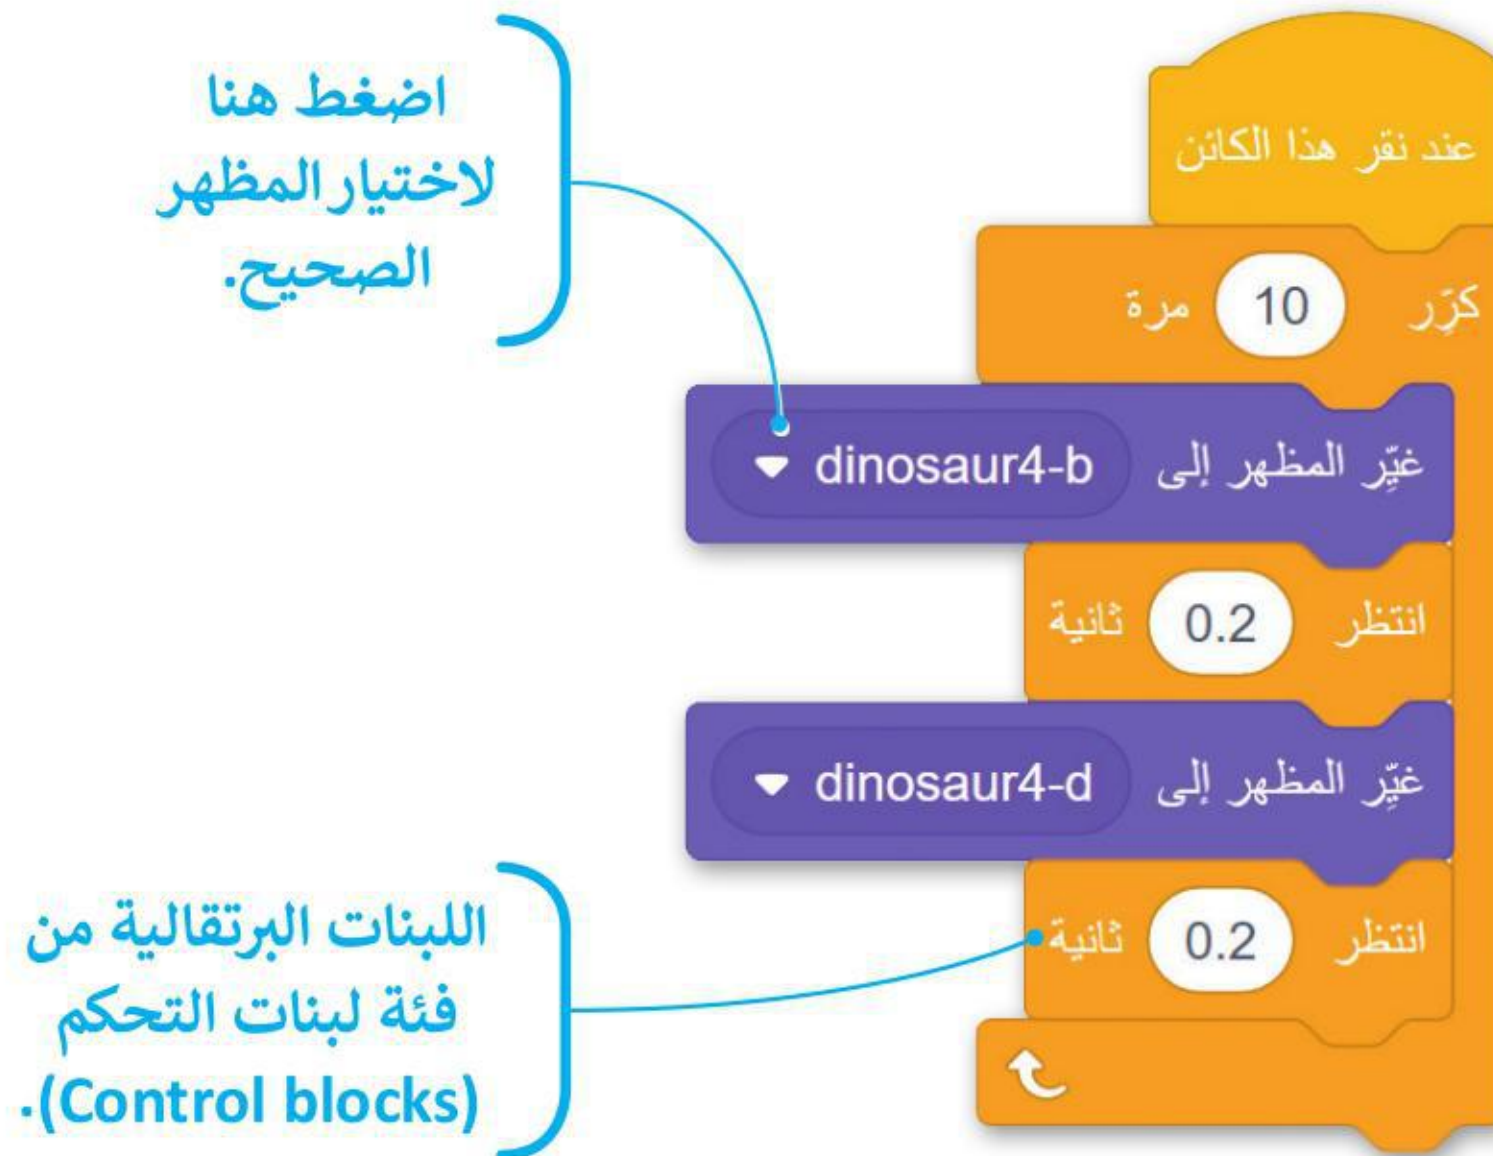 اضغط هنا
لاختيار المظهر
الصحيح.
عند نقر هذا الكائن
كرِّر 10 مرة
غيِّر المظهر إلى dinosaur4-b
انتظر 0.2 ثانية
غيِّر المظهر إلى dinosaur4-d
انتظر 0.2 ثانية
اللبنات البرتقالية من
فئة لبنات التحكم
(Control blocks).